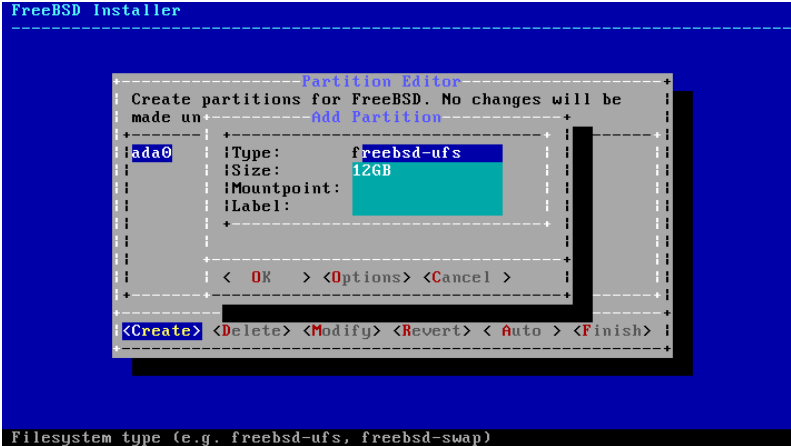 FreeBSD Installer
Partition Editor
Create partitions for FreeBSD. No changes will be
made un
Add Partition
ada0
Type: freebsd-ufs
Size: 12GB
Mountpoint:
Label:
< OK > <Options> <Cancel >
<Create> <Delete> <Modify> <Revert> < Auto > <Finish>
Filesystem type (e.g. freebsd-ufs, freebsd-swap)